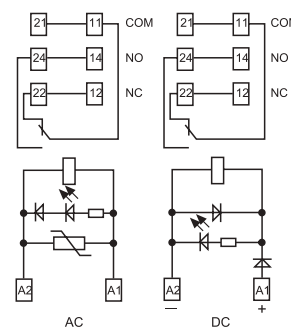 21 11 COM 21 11 COM
24 14 NO 24 14 NO
22 12 NC 22 12 NC
A2 A1 A2 A1
— +
AC DC